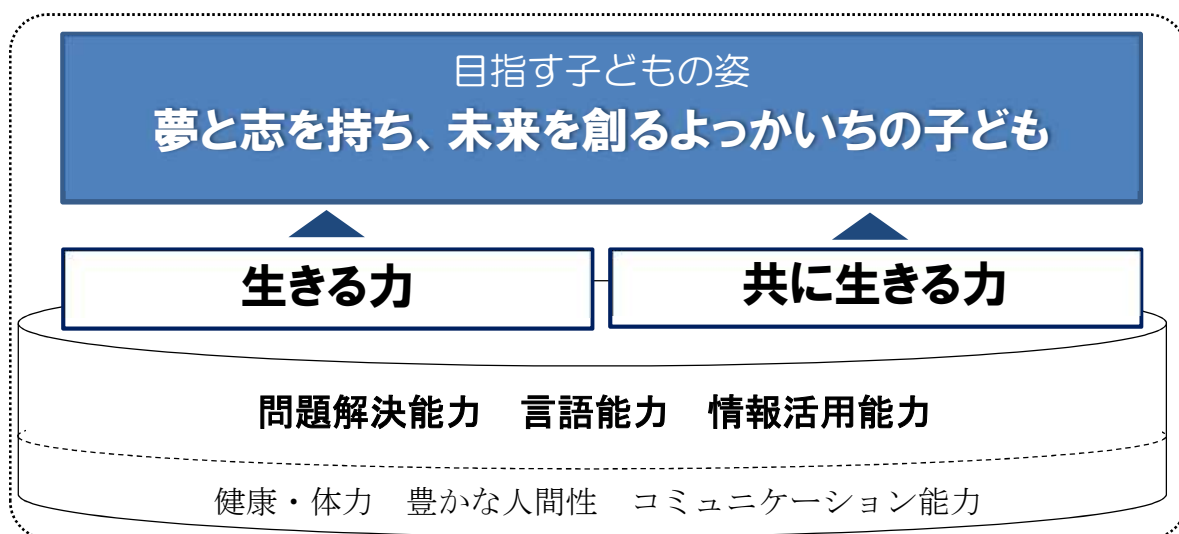 目指す子どもの姿
夢と志を持ち、未来を創るよっかいちの子ども
生きる力 共に生きる力
問題解決能力 言語能力 情報活用能力
健康・体力 豊かな人間性 コミュニケーション能力